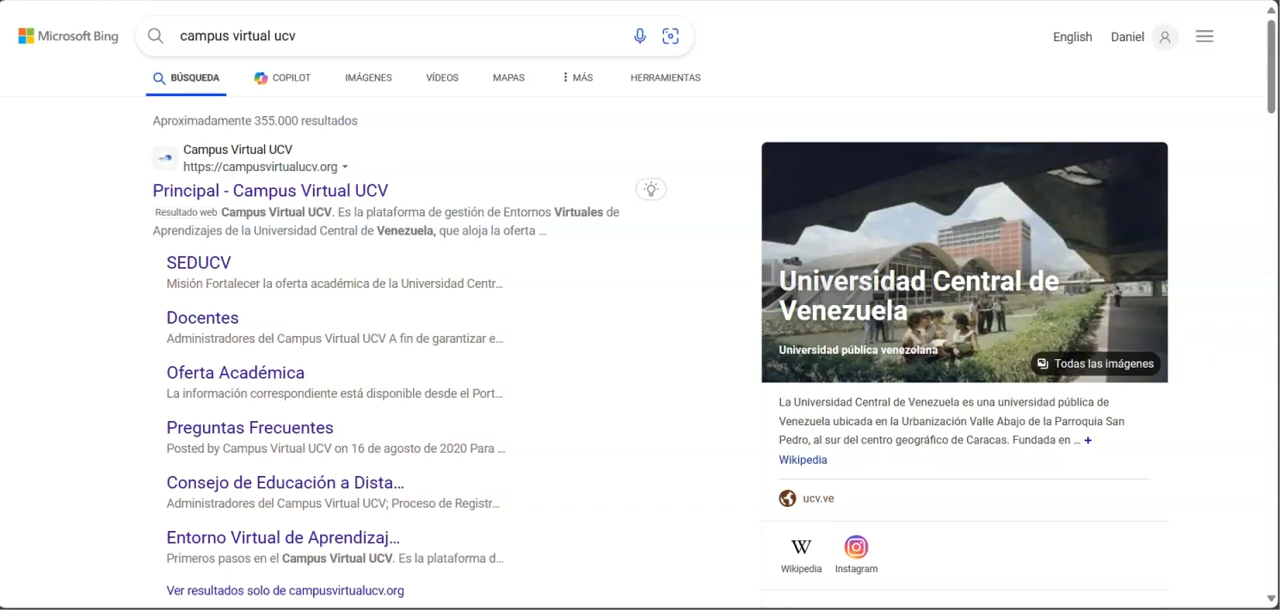 Microsoft Bing
campus virtual ucv
English
Daniel
BÚSQUEDA
COPILOT
IMÁGENES
VÍDEOS
MAPAS
MÁS
HERRAMIENTAS
Aproximadamente 355.000 resultados
Campus Virtual UCV
https://campusvirtualucv.org
Principal - Campus Virtual UCV
Resultado web Campus Virtual UCV. Es la plataforma de gestión de Entornos Virtuales de
Aprendizajes de la Universidad Central de Venezuela, que aloja la oferta ...
SEDUCV
Misión Fortalecer la oferta académica de la Universidad Centr...
Docentes
Administradores del Campus Virtual UCV A fin de garantizar e...
Oferta Académica
La información correspondiente está disponible desde el Port...
Preguntas Frecuentes
Posted by Campus Virtual UCV on 16 de agosto de 2020 Para ...
Consejo de Educación a Dista...
Administradores del Campus Virtual UCV; Proceso de Registr...
Entorno Virtual de Aprendizaj...
Primeros pasos en el Campus Virtual UCV. Es la plataforma d...
Ver resultados solo de campusvirtualucv.org
Universidad Central de
Venezuela
Universidad pública venezolana
Todas las imágenes
La Universidad Central de Venezuela es una universidad pública de
Venezuela ubicada en la Urbanización Valle Abajo de la Parroquia San
Pedro, al sur del centro geográfico de Caracas. Fundada en ... +
Wikipedia
ucv.ve
W
Wikipedia
Instagram